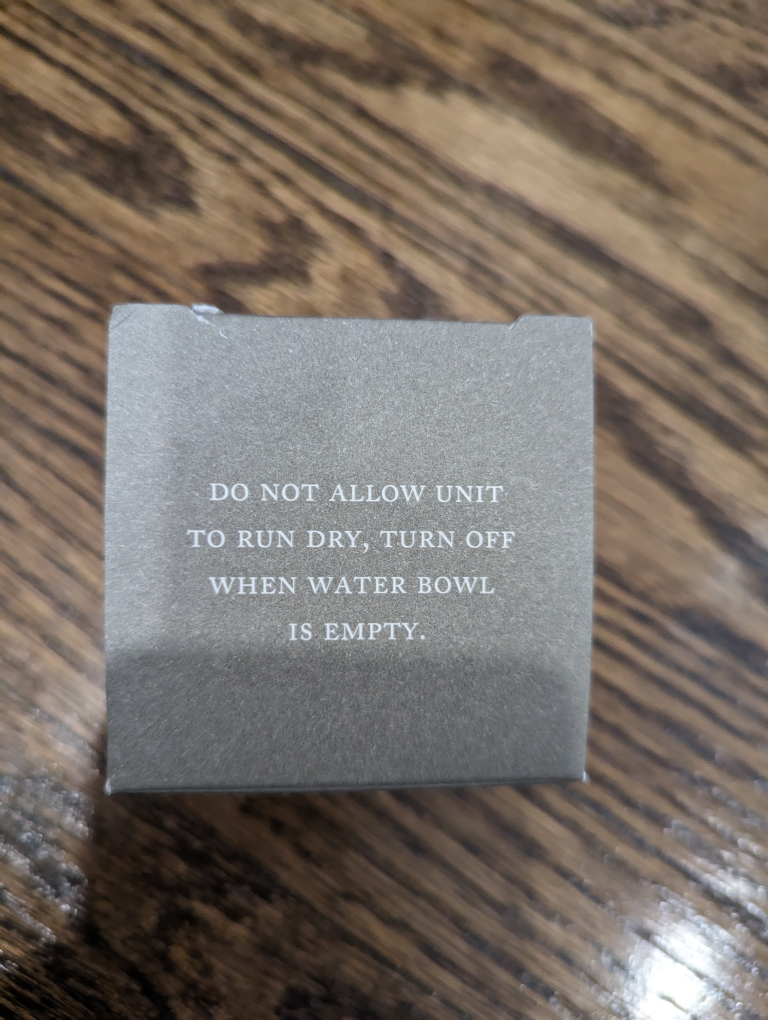 DO NOT ALLOW UNIT
TO RUN DRY, TURN OFF
WHEN WATER BOWL
IS EMPTY.